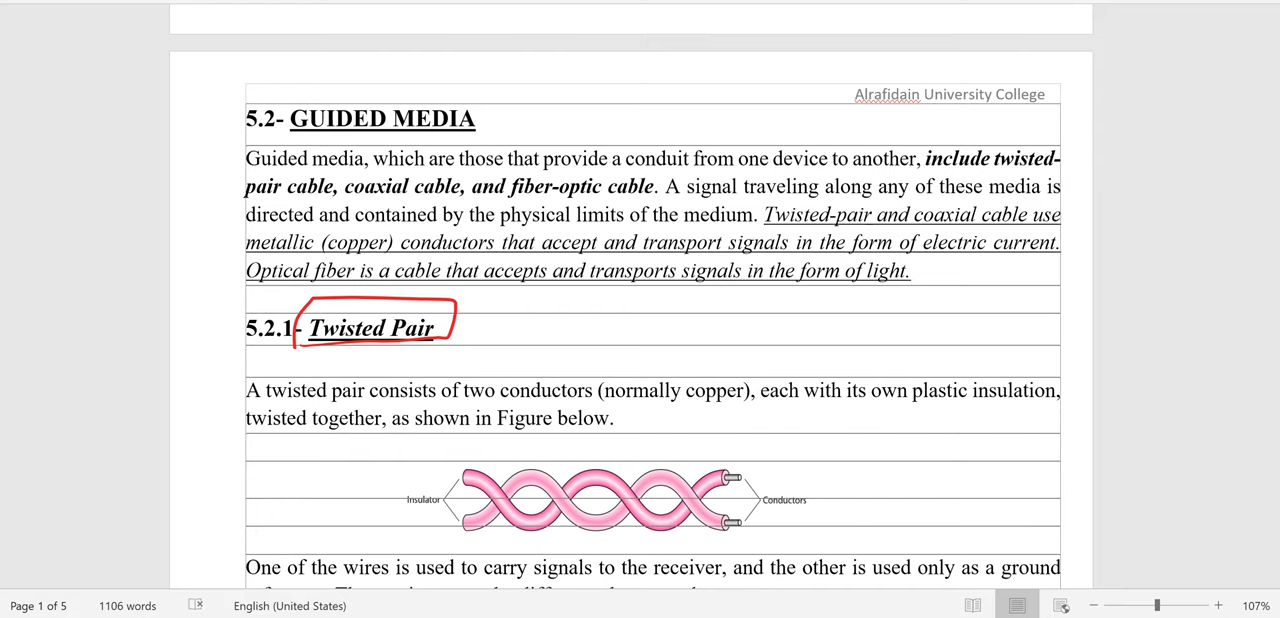 Alrafidain University College
5.2- GUIDED MEDIA
Guided media, which are those that provide a conduit from one device to another, include twisted-
pair cable, coaxial cable, and fiber-optic cable. A signal traveling along any of these media is
directed and contained by the physical limits of the medium. Twisted-pair and coaxial cable use
metallic (copper) conductors that accept and transport signals in the form of electric current.
Optical fiber is a cable that accepts and transports signals in the form of light.
5.2.1- Twisted Pair
A twisted pair consists of two conductors (normally copper), each with its own plastic insulation,
twisted together, as shown in Figure below.
Insulator
Conductors
One of the wires is used to carry signals to the receiver, and the other is used only as a ground
Page 1 of 5 1106 words English (United States) 107%